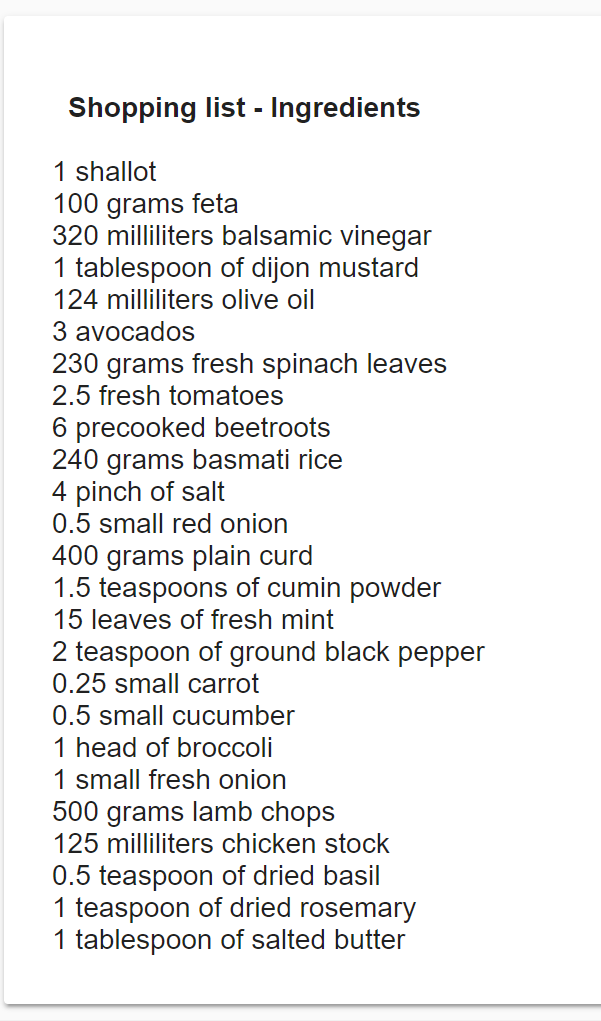 Shopping list - Ingredients
1 shallot
100 grams feta
320 milliliters balsamic vinegar
1 tablespoon of dijon mustard
124 milliliters olive oil
3 avocados
230 grams fresh spinach leaves
2.5 fresh tomatoes
6 precooked beetroots
240 grams basmati rice
4 pinch of salt
0.5 small red onion
400 grams plain curd
1.5 teaspoons of cumin powder
15 leaves of fresh mint
2 teaspoon of ground black pepper
0.25 small carrot
0.5 small cucumber
1 head of broccoli
1 small fresh onion
500 grams lamb chops
125 milliliters chicken stock
0.5 teaspoon of dried basil
1 teaspoon of dried rosemary
1 tablespoon of salted butter